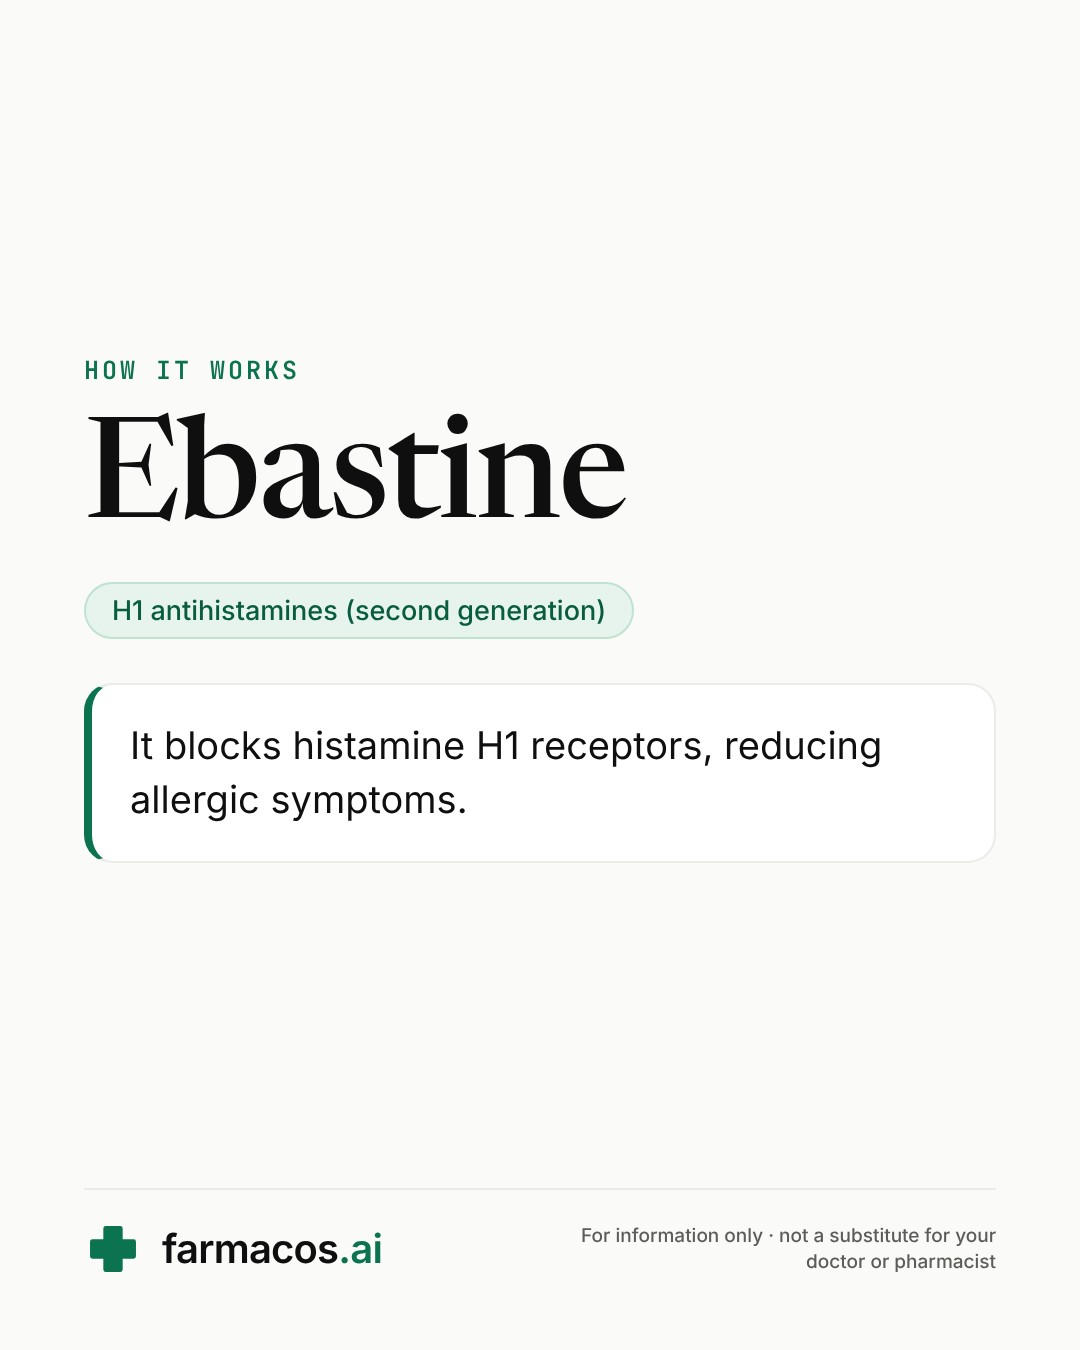 HOW IT WORKS
Ebastine
H1 antihistamines (second generation)
It blocks histamine H1 receptors, reducing
allergic symptoms.
farmacos.ai
For information only · not a substitute for your
doctor or pharmacist